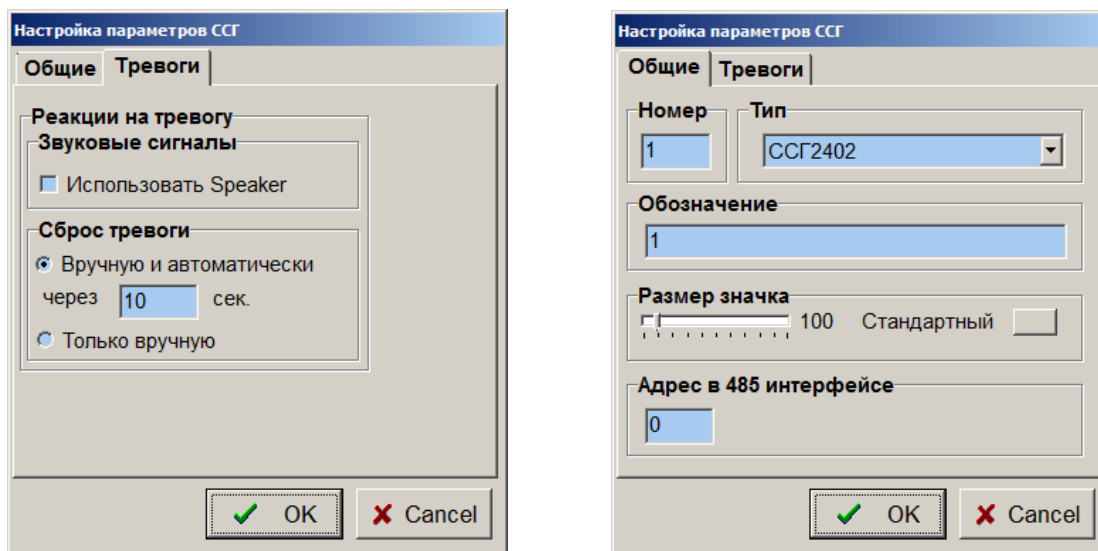 Настройка параметров ССГ
Общие Тревоги
Реакции на тревогу
Звуковые сигналы
Использовать Speaker
Сброс тревоги
Вручную и автоматически
через 10 сек.
Только вручную
OK Cancel
Настройка параметров ССГ
Общие Тревоги
Номер Тип
1 ССГ2402
Обозначение
1
Размер значка
100 Стандартный
Адрес в 485 интерфейсе
0
OK Cancel